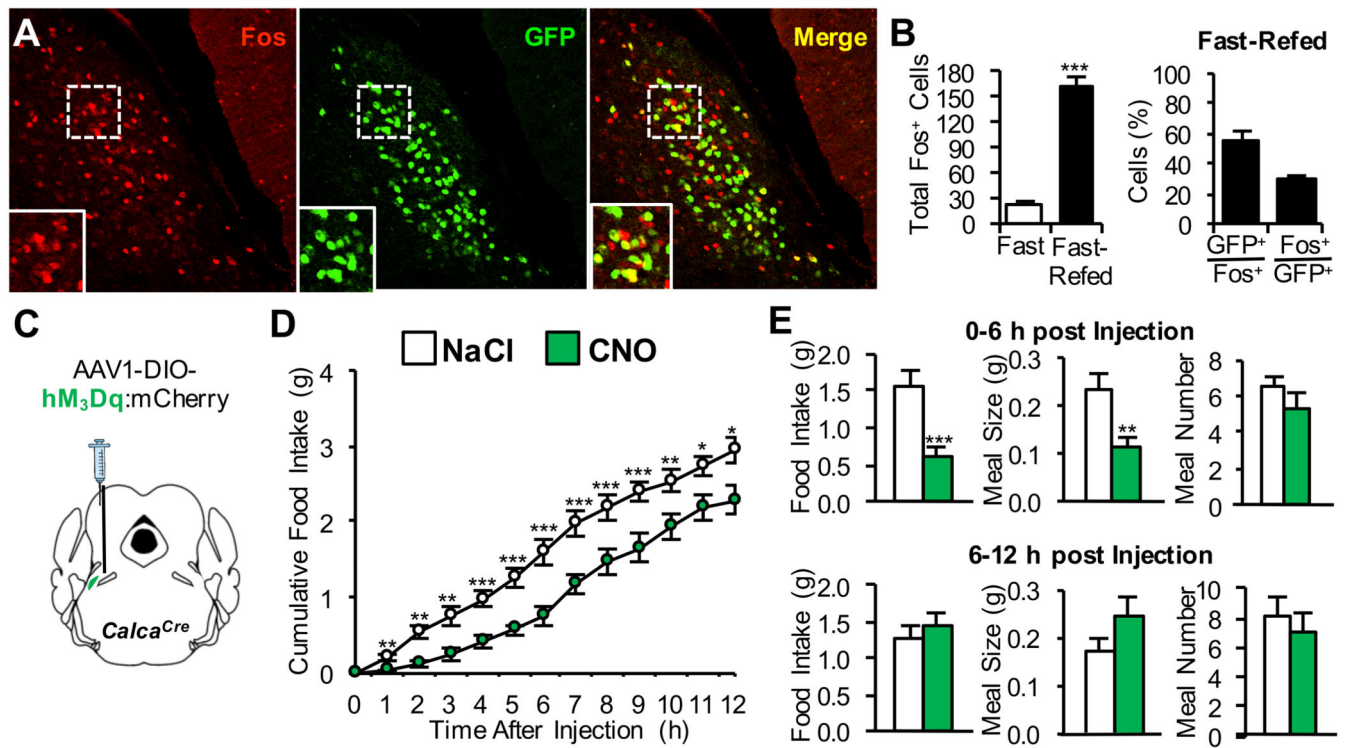 A
Fos
GFP
Merge
B
Fast-Refed
Total Fos⁺ Cells
180
150
120
90
60
30
0
***
Fast
Fast-
Refed
Cells (%)
100
80
60
40
20
0
GFP⁺
Fos⁺
Fos⁺
GFP⁺
C
AAV1-DIO-
hM₃Dq:mCherry
Calcaᶜʳᵉ
D
NaCl
CNO
Cumulative Food Intake (g)
4
3
2
1
0
** ** ** *** *** *** *** *** *** ** * *
0 1 2 3 4 5 6 7 8 9 10 11 12
Time After Injection (h)
E
0-6 h post Injection
Food Intake (g)
2.0
1.5
1.0
0.5
0.0
***
Meal Size (g)
0.3
0.2
0.1
0.0
**
Meal Number
8
6
4
2
0
6-12 h post Injection
Food Intake (g)
2.0
1.5
1.0
0.5
0.0
Meal Size (g)
0.3
0.2
0.1
0.0
Meal Number
10
8
6
4
2
0